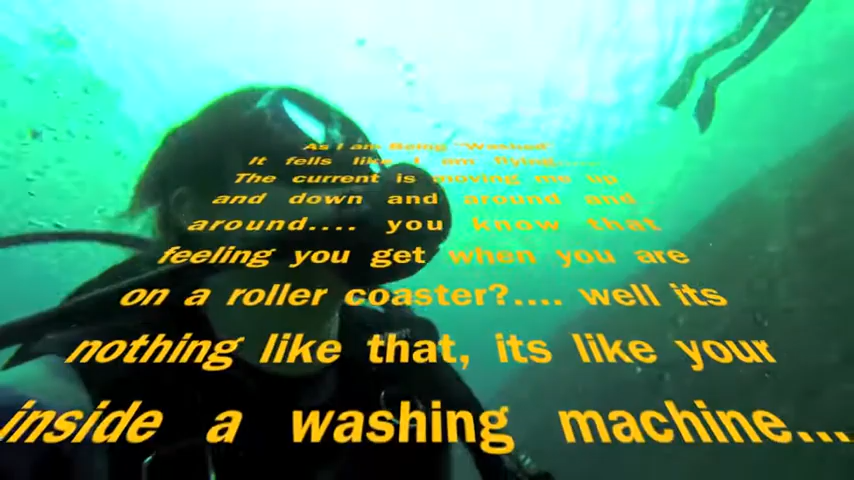 As I am Being "Washed"
It fells like I am flying.......
The current is moving me up
and down and around and
around.... you know that
feeling you get when you are
on a roller coaster?.... well its
nothing like that, its like your
inside a washing machine...